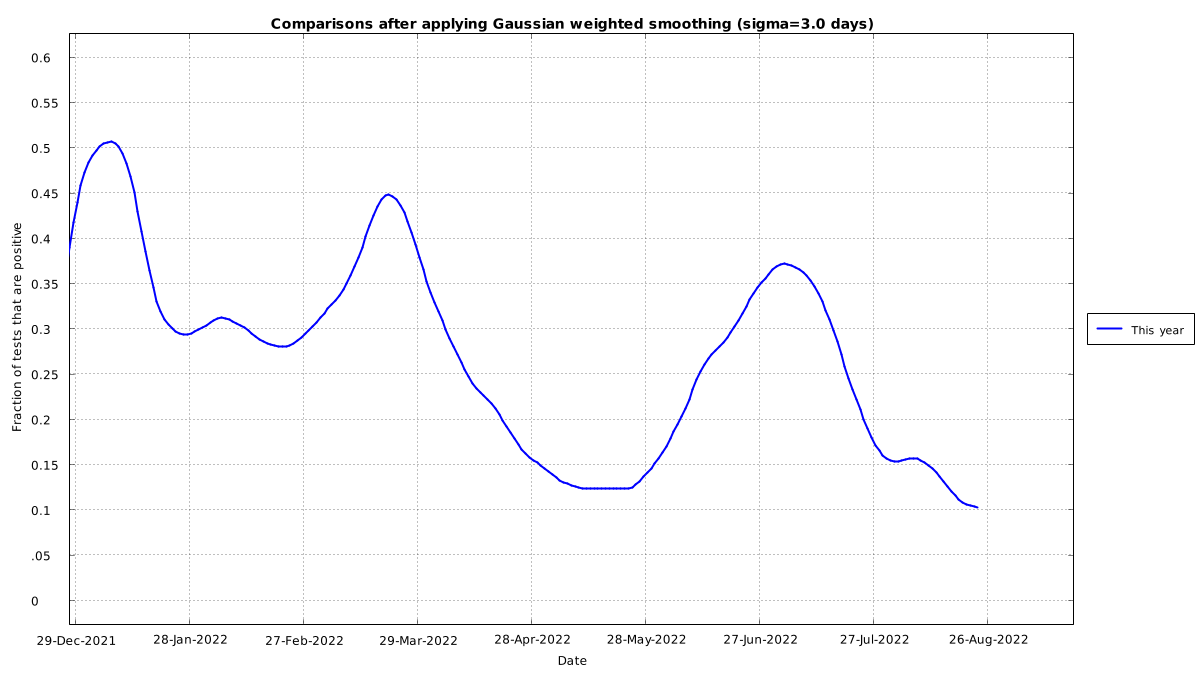 Comparisons after applying Gaussian weighted smoothing (sigma=3.0 days)
0.6
0.55
0.5
0.45
0.4
0.35
0.3
0.25
0.2
0.15
0.1
.05
0
Fraction of tests that are positive
29-Dec-2021 28-Jan-2022 27-Feb-2022 29-Mar-2022 28-Apr-2022 28-May-2022 27-Jun-2022 27-Jul-2022 26-Aug-2022
Date
This year